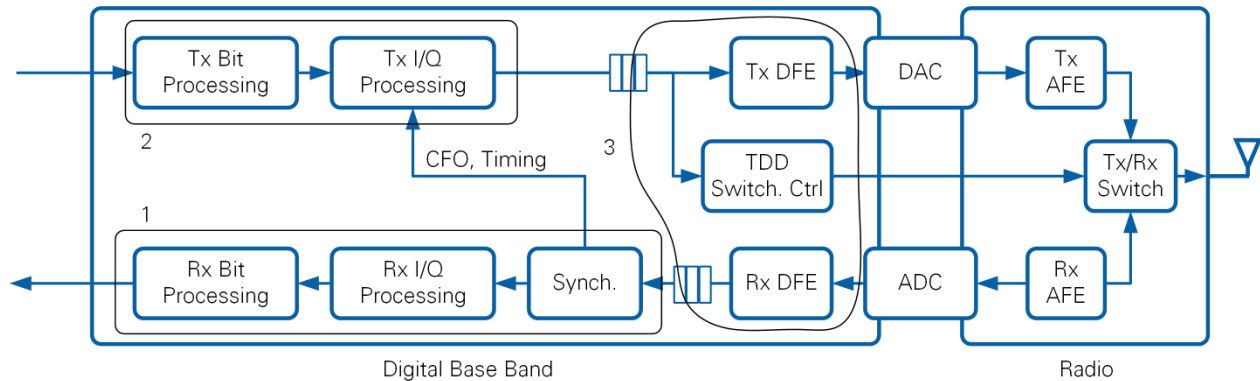 Tx Bit
Processing
Tx I/Q
Processing
Tx DFE
DAC
Tx
AFE
2
3
CFO, Timing
TDD
Switch. Ctrl
Tx/Rx
Switch
1
Rx Bit
Processing
Rx I/Q
Processing
Synch.
Rx DFE
ADC
Rx
AFE
Digital Base Band
Radio